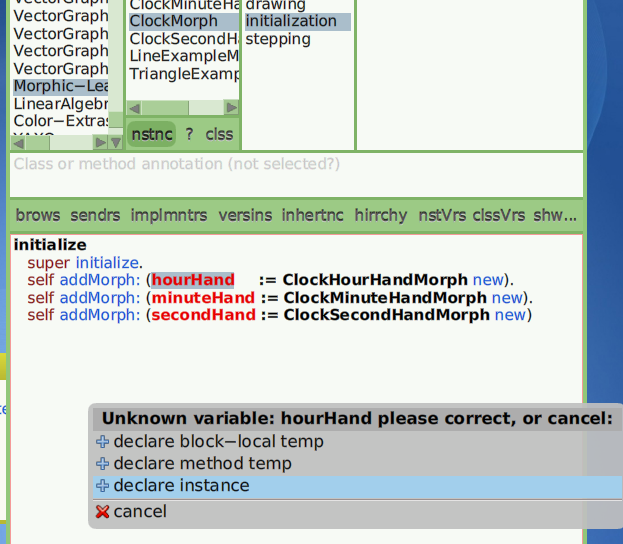 VectorGraph
VectorGraph
VectorGraph
VectorGraph
VectorGraph
Morphic-Lea
LinearAlgebr
Color-Extras
YAXO
ClockMinuteHa
ClockMorph
ClockSecondHa
LineExampleM
TriangleExamp
nstnc ? clss
drawing
initialization
stepping
Class or method annotation (not selected?)
brows sendrs implmntrs versins inhertnc hirrchy nstVrs clssVrs shw...
initialize
super initialize.
self addMorph: (hourHand := ClockHourHandMorph new).
self addMorph: (minuteHand := ClockMinuteHandMorph new).
self addMorph: (secondHand := ClockSecondHandMorph new)
Unknown variable: hourHand please correct, or cancel:
declare block-local temp
declare method temp
declare instance
cancel